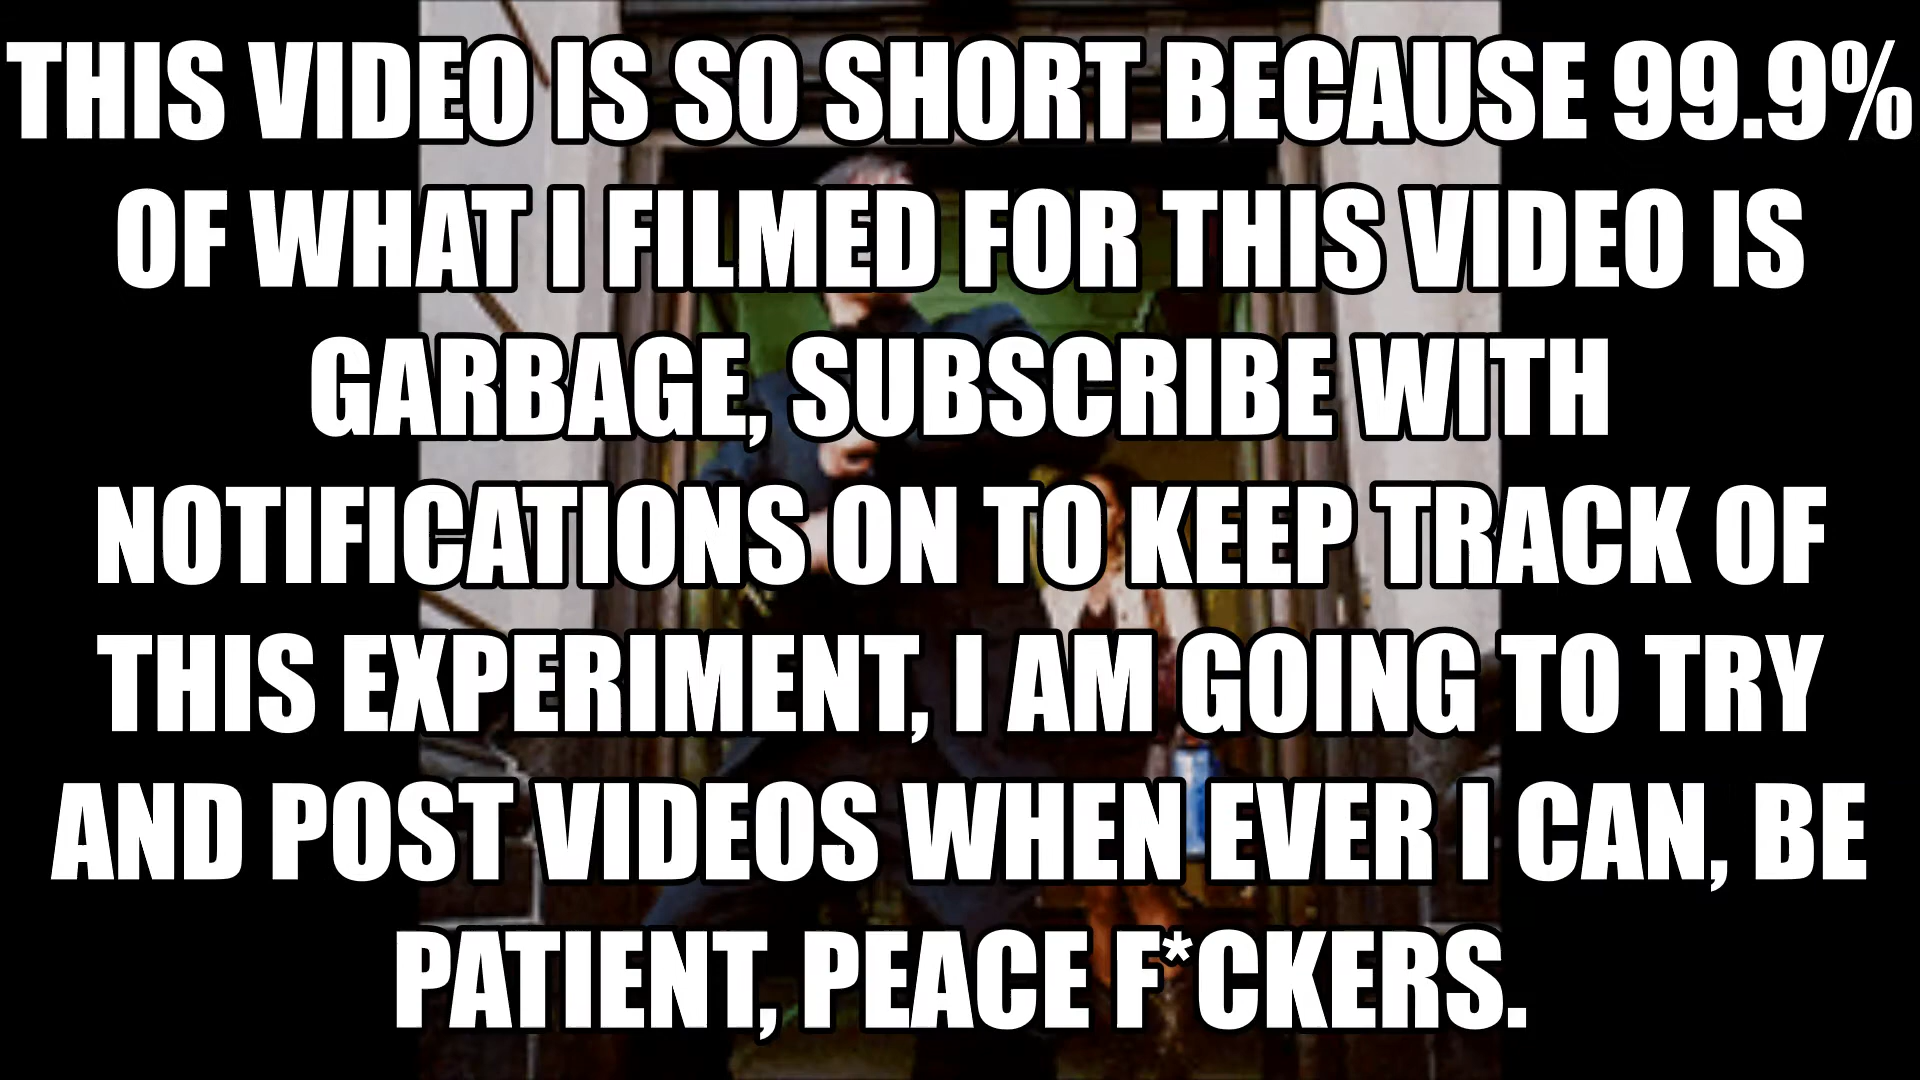 THIS VIDEO IS SO SHORT BECAUSE 99.9%
OF WHAT I FILMED FOR THIS VIDEO IS
GARBAGE, SUBSCRIBE WITH
NOTIFICATIONS ON TO KEEP TRACK OF
THIS EXPERIMENT, I AM GOING TO TRY
AND POST VIDEOS WHEN EVER I CAN, BE
PATIENT, PEACE F*CKERS.